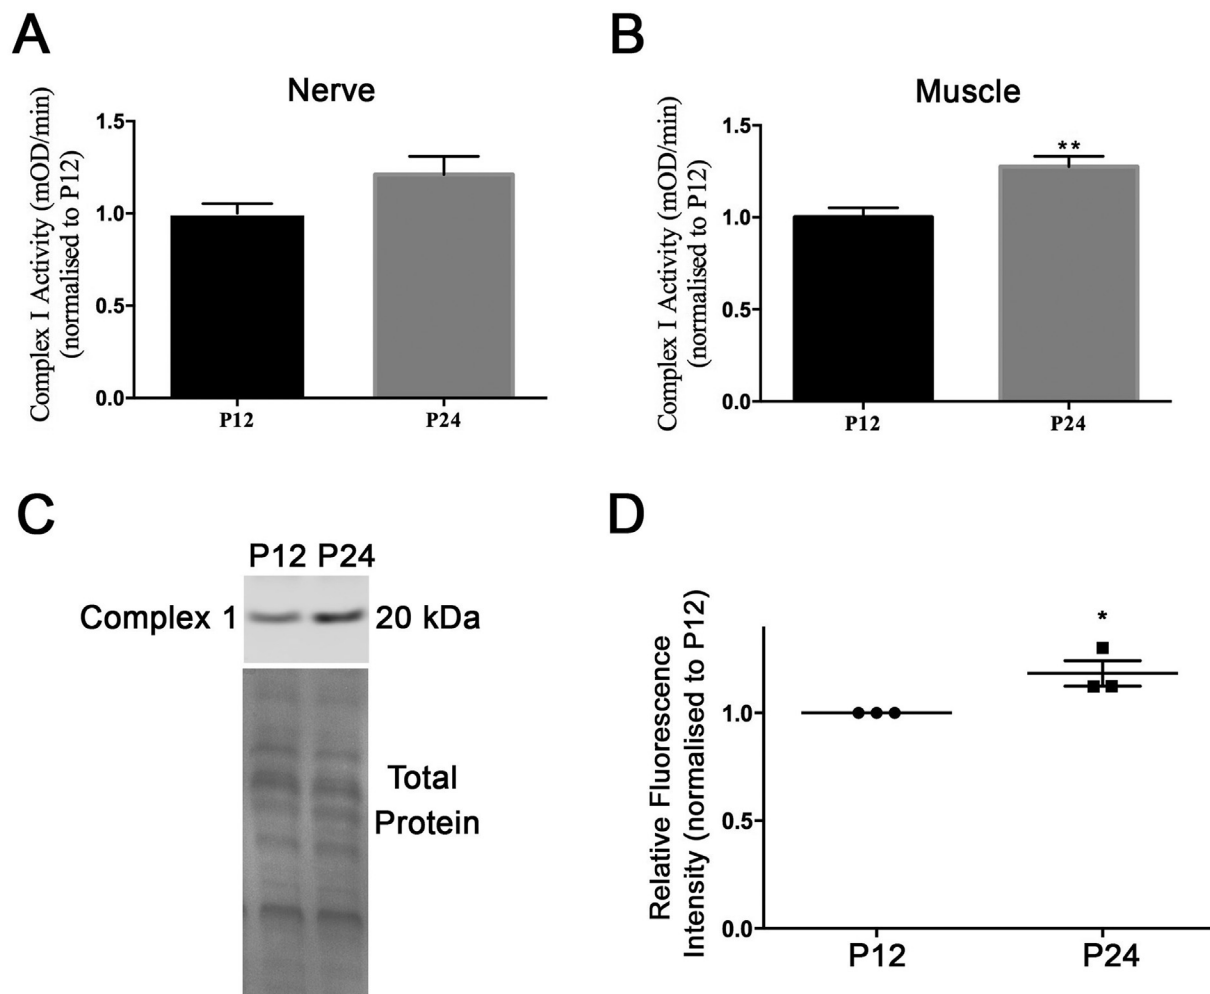 A
Nerve
Complex I Activity (mOD/min)
(normalised to P12)
1.5
1.0
0.5
0.0
P12
P24
B
Muscle
Complex I Activity (mOD/min)
(normalised to P12)
1.5
1.0
0.5
0.0
**
P12
P24
C
P12 P24
Complex 1
20 kDa
Total
Protein
D
Relative Fluorescence
Intensity (normalised to P12)
1.0
0.5
0.0
*
P12
P24